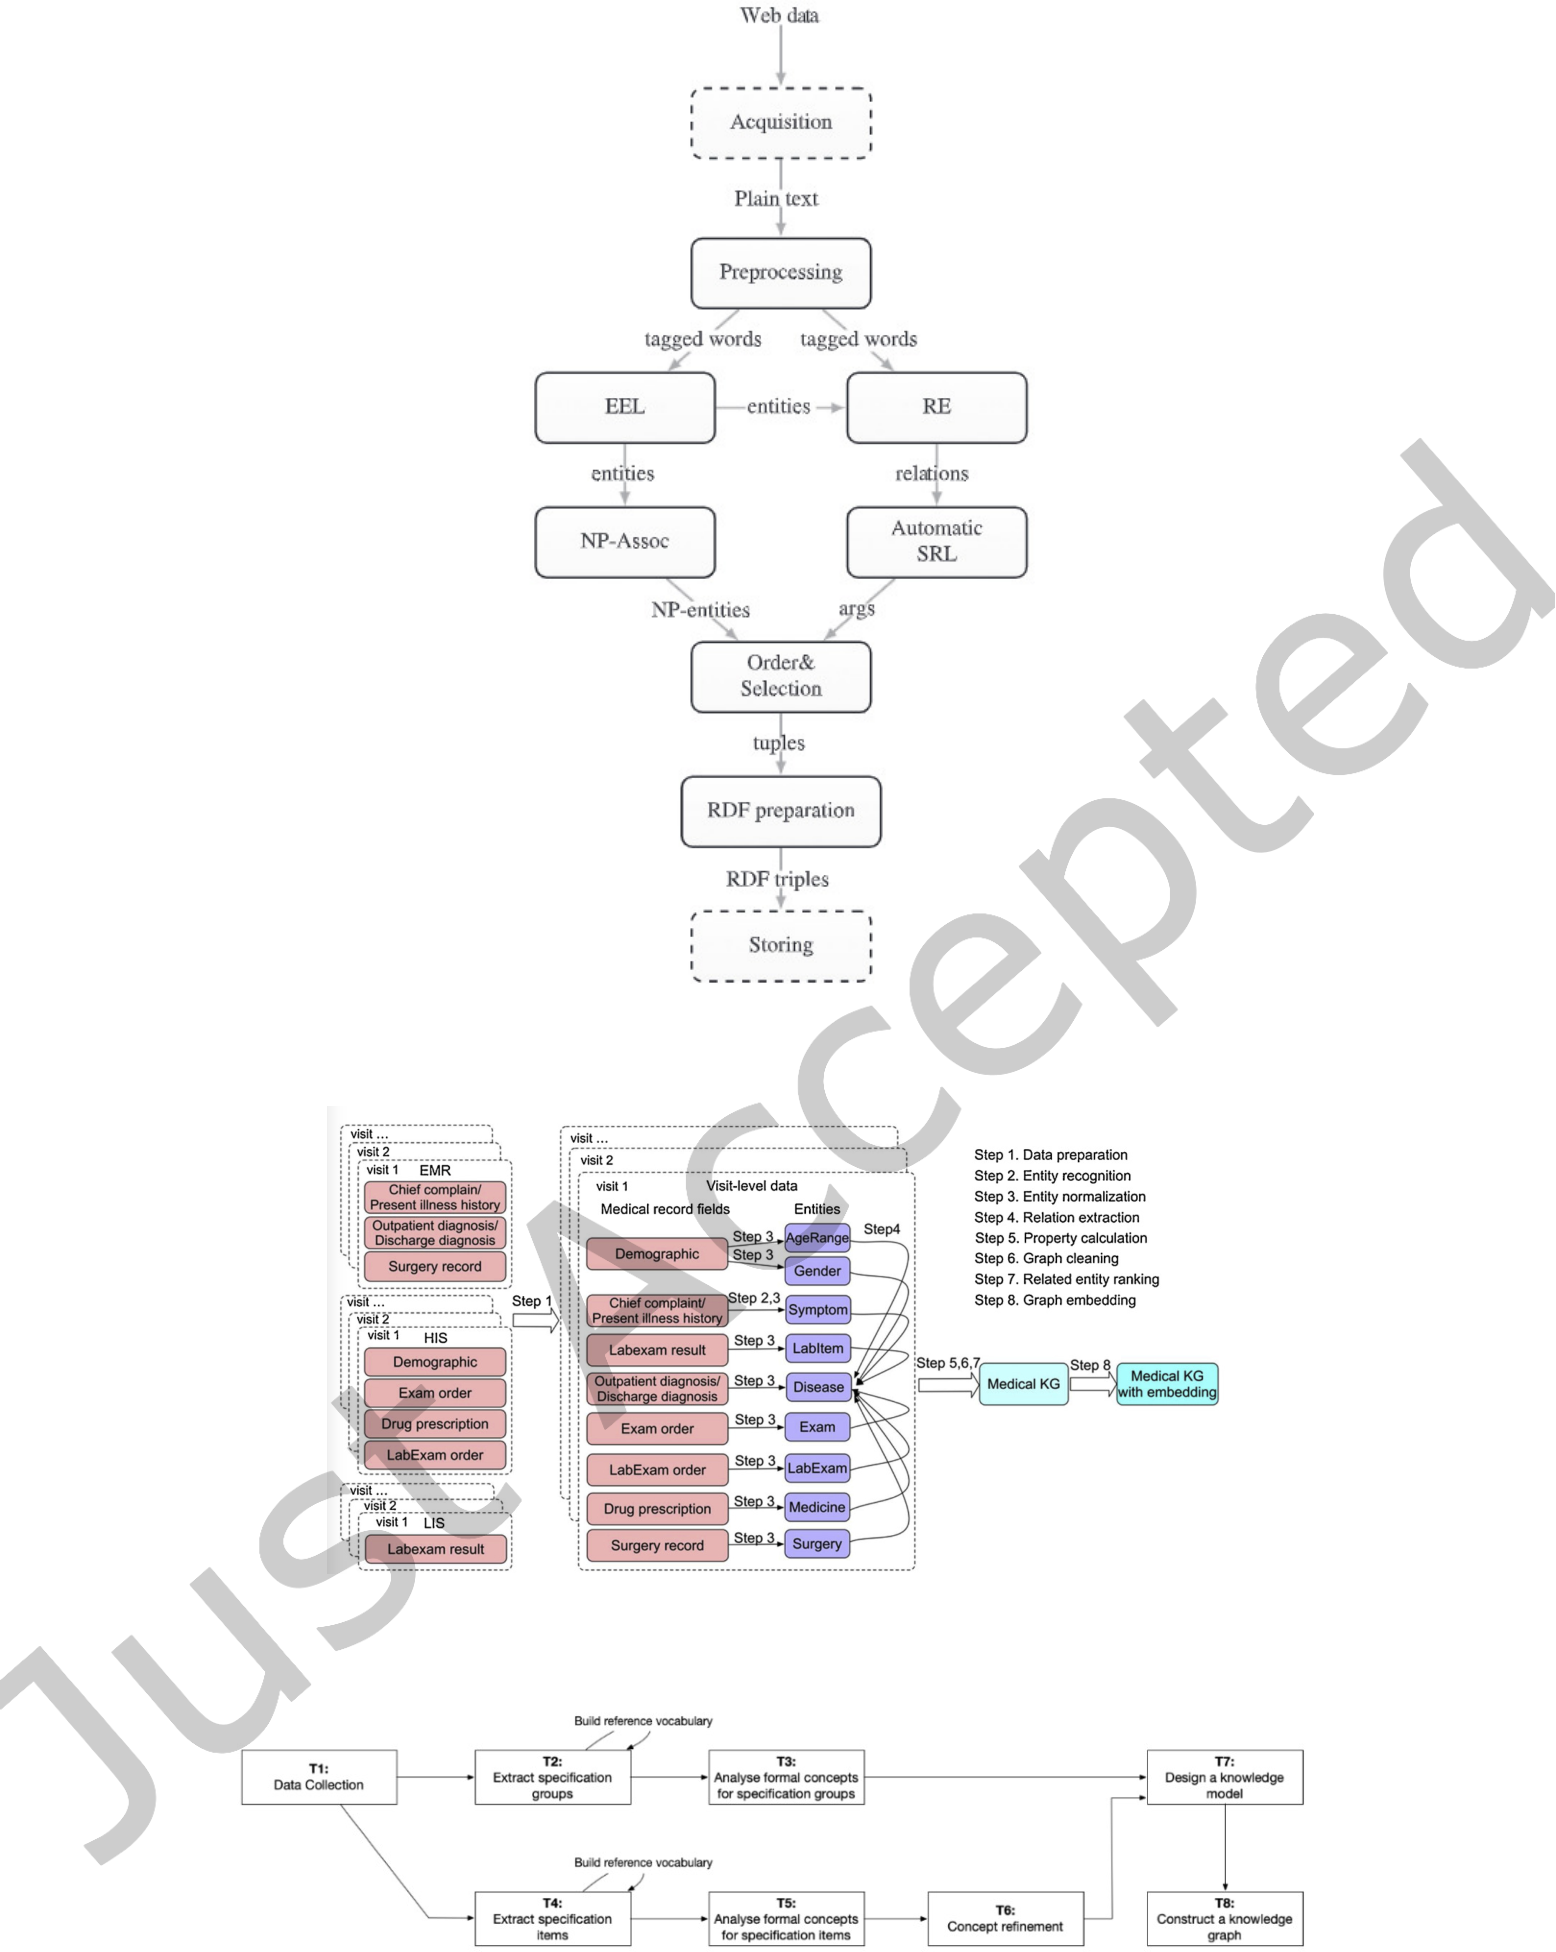 Web data
Acquisition
Plain text
Preprocessing
tagged words
tagged words
EEL
entities
RE
entities
relations
NP-Assoc
Automatic
SRL
NP-entities
args
Order&
Selection
tuples
RDF preparation
RDF triples
Storing
visit ...
visit 2
visit 1
EMR
Chief complain/
Present illness history
Outpatient diagnosis/
Discharge diagnosis
Surgery record
visit ...
visit 2
visit 1
HIS
Demographic
Exam order
Drug prescription
LabExam order
visit ...
visit 2
visit 1
LIS
Labexam result
Step 1
visit ...
visit 2
visit 1
Visit-level data
Medical record fields
Entities
Demographic
Step 3
AgeRange
Step4
Step 3
Gender
Chief complaint/
Present illness history
Step 2,3
Symptom
Labexam result
Step 3
LabItem
Outpatient diagnosis/
Discharge diagnosis
Step 3
Disease
Exam order
Step 3
Exam
LabExam order
Step 3
LabExam
Drug prescription
Step 3
Medicine
Surgery record
Step 3
Surgery
Step 1. Data preparation
Step 2. Entity recognition
Step 3. Entity normalization
Step 4. Relation extraction
Step 5. Property calculation
Step 6. Graph cleaning
Step 7. Related entity ranking
Step 8. Graph embedding
Step 5,6,7
Medical KG
Step 8
Medical KG
with embedding
Build reference vocabulary
T1:
Data Collection
T2:
Extract specification
groups
T3:
Analyse formal concepts
for specification groups
T7:
Design a knowledge
model
Build reference vocabulary
T4:
Extract specification
items
T5:
Analyse formal concepts
for specification items
T6:
Concept refinement
T8:
Construct a knowledge
graph
Just Accepted